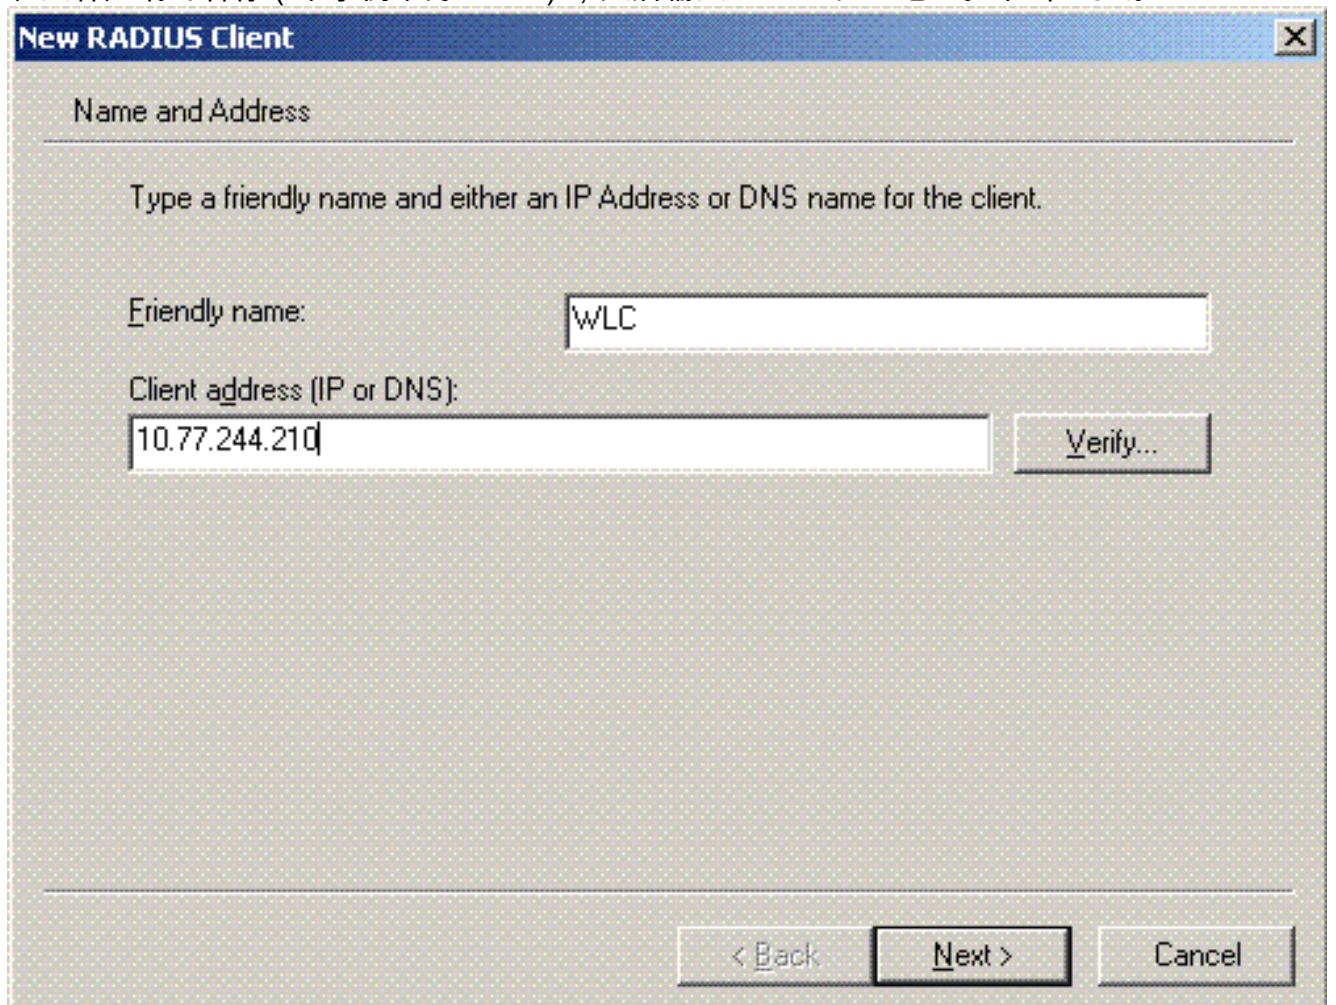 New RADIUS Client
Name and Address
Type a friendly name and either an IP Address or DNS name for the client.
Friendly name:
WLC
Client address (IP or DNS):
10.77.244.210
Verify...
< Back
Next >
Cancel